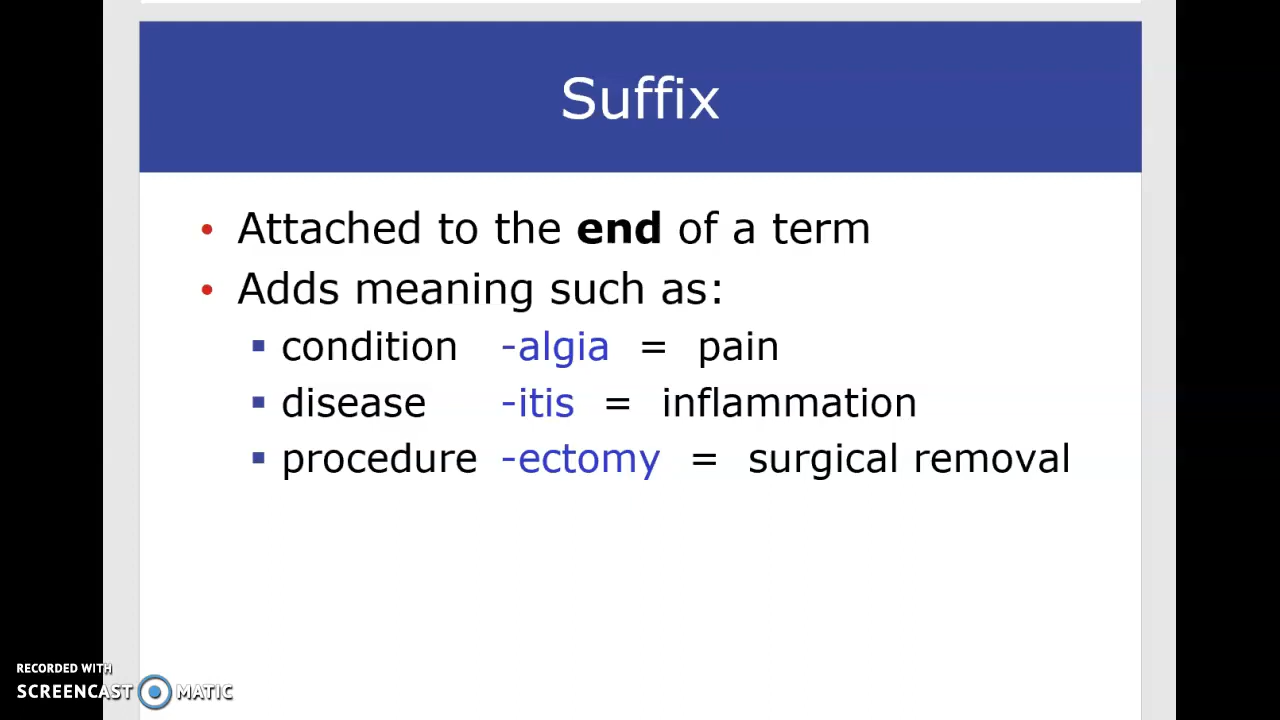 Suffix
• Attached to the end of a term
• Adds meaning such as:
▪ condition -algia = pain
▪ disease -itis = inflammation
▪ procedure -ectomy = surgical removal
RECORDED WITH
SCREENCAST MATIC